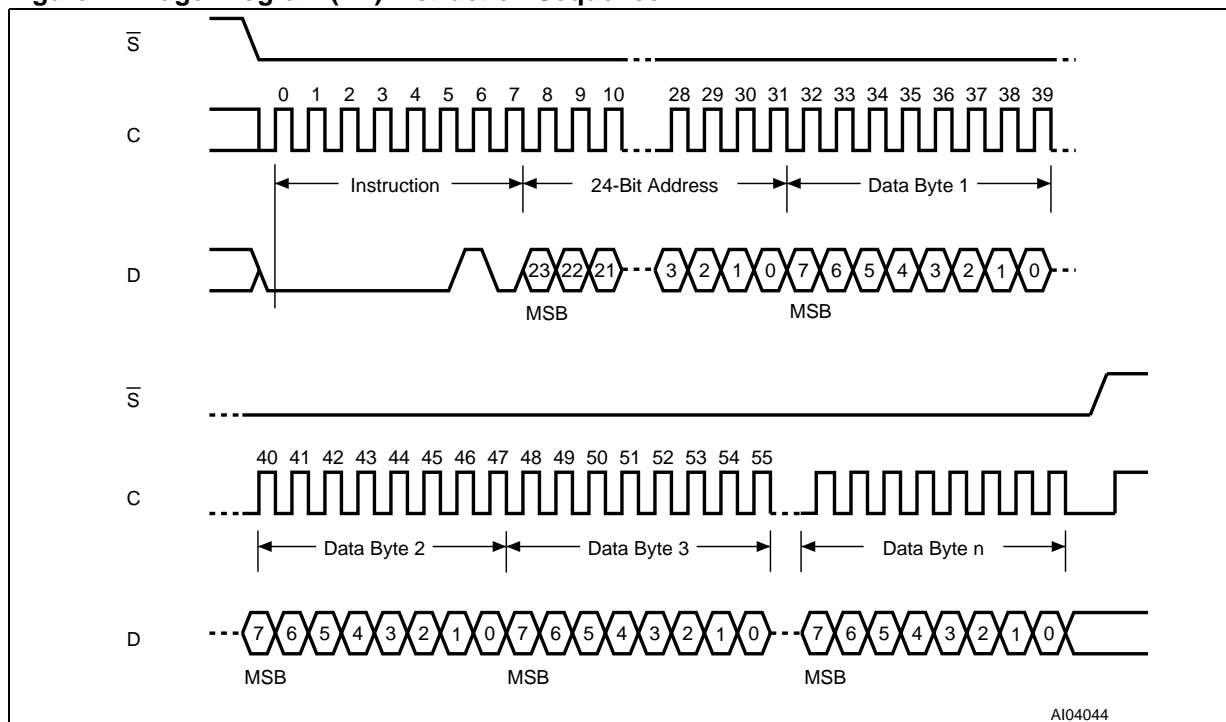 S
0 1 2 3 4 5 6 7 8 9 10 28 29 30 31 32 33 34 35 36 37 38 39
C
Instruction 24-Bit Address Data Byte 1
D 23 22 21 3 2 1 0 7 6 5 4 3 2 1 0
MSB MSB
S
40 41 42 43 44 45 46 47 48 49 50 51 52 53 54 55
C
Data Byte 2 Data Byte 3 Data Byte n
D 7 6 5 4 3 2 1 0 7 6 5 4 3 2 1 0 7 6 5 4 3 2 1 0
MSB MSB MSB
AI04044